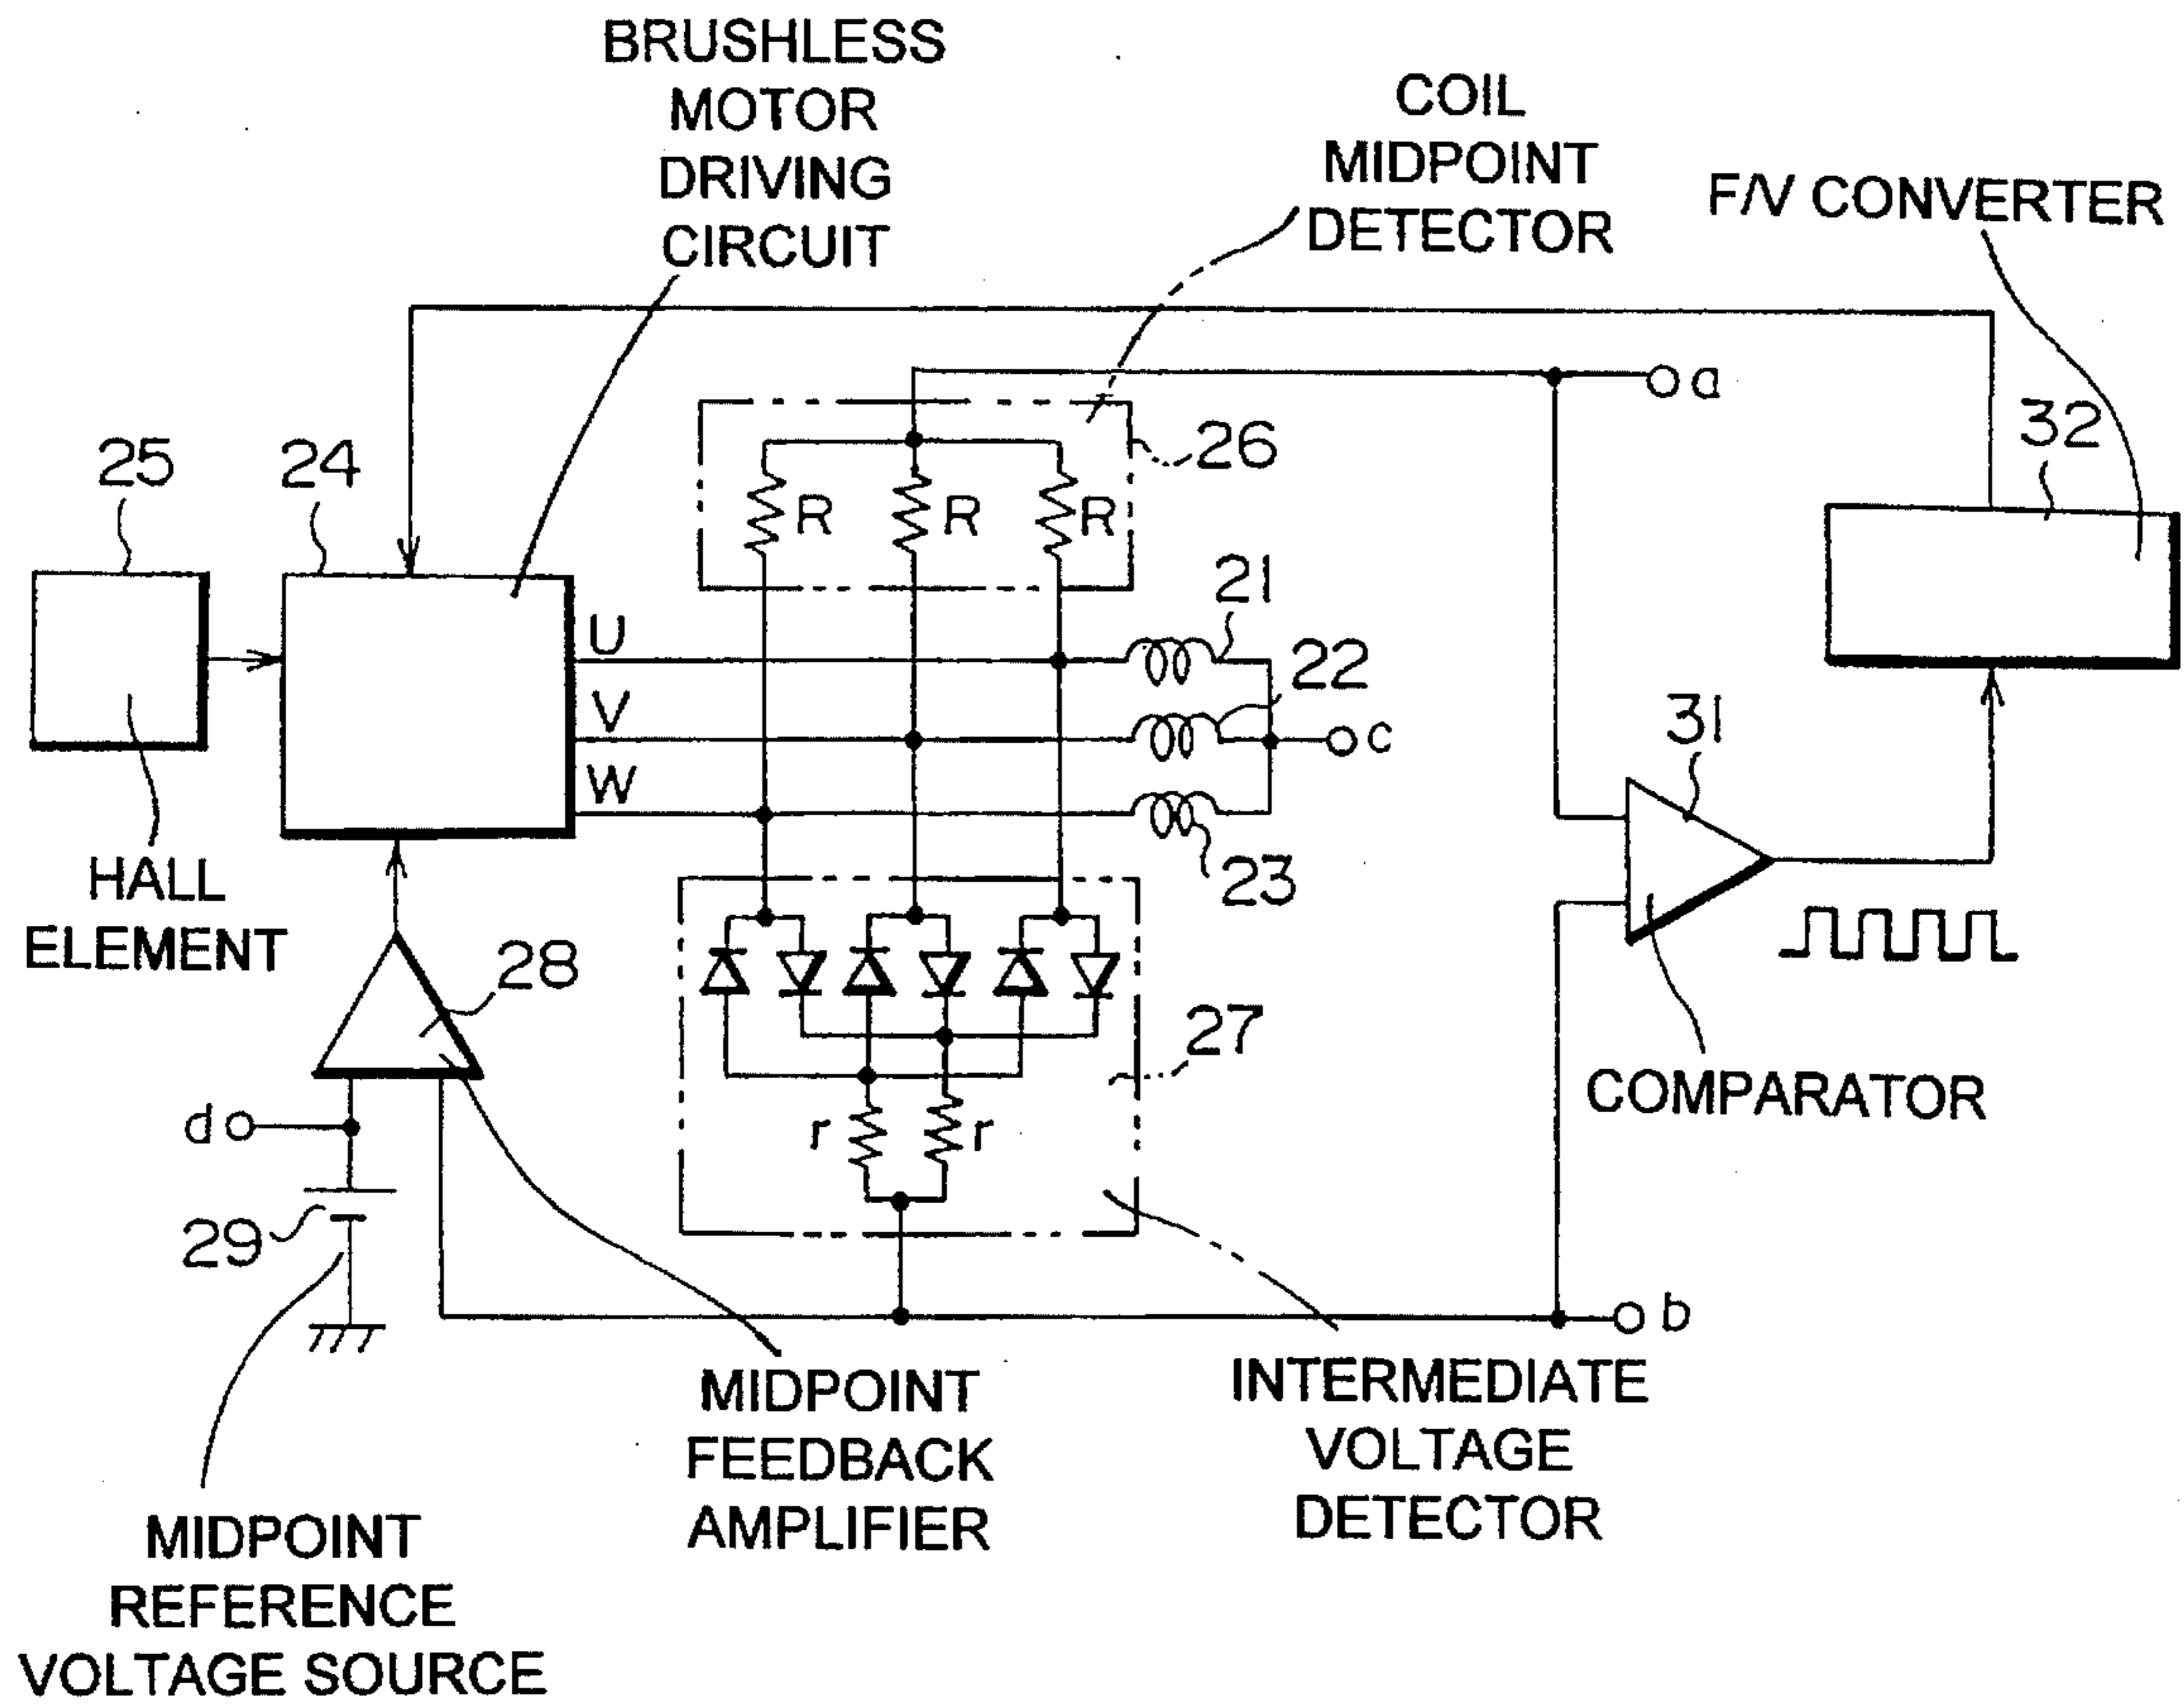 BRUSHLESS
MOTOR
DRIVING
CIRCUIT
COIL
MIDPOINT
DETECTOR
F/V CONVERTER
a
26
32
25
24
R
R
R
21
U
22
V
c
31
W
23
HALL
ELEMENT
28
27
COMPARATOR
d
r
r
29
b
MIDPOINT
FEEDBACK
AMPLIFIER
INTERMEDIATE
VOLTAGE
DETECTOR
MIDPOINT
REFERENCE
VOLTAGE SOURCE